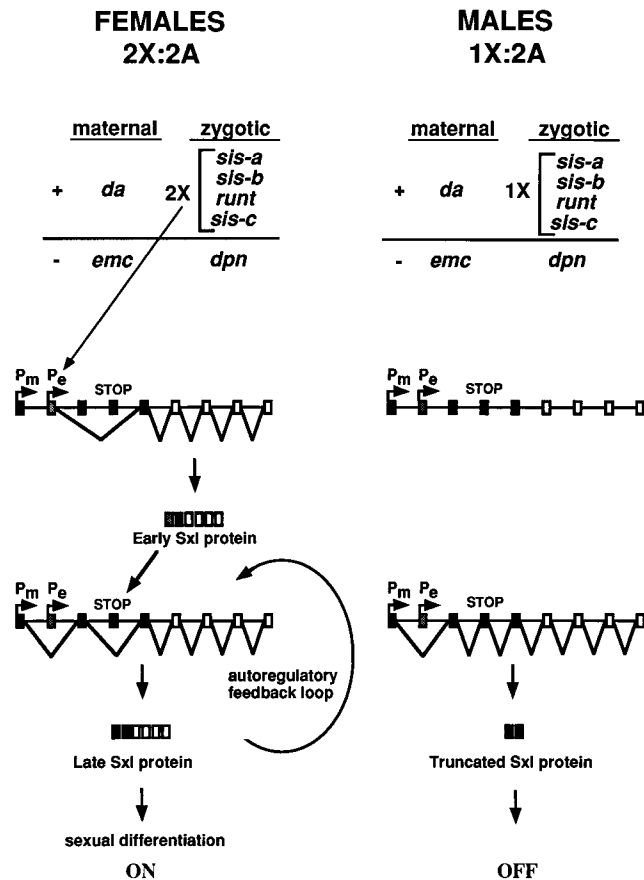 FEMALES
2X:2A
maternal zygotic
+ da 2X sis-a
sis-b
runt
sis-c
- emc dpn
Pm Pe STOP
Early Sxl protein
Pm Pe STOP
autoregulatory
feedback loop
Late Sxl protein
sexual differentiation
ON
MALES
1X:2A
maternal zygotic
+ da 1X sis-a
sis-b
runt
sis-c
- emc dpn
Pm Pe STOP
Pm Pe STOP
Truncated Sxl protein
OFF